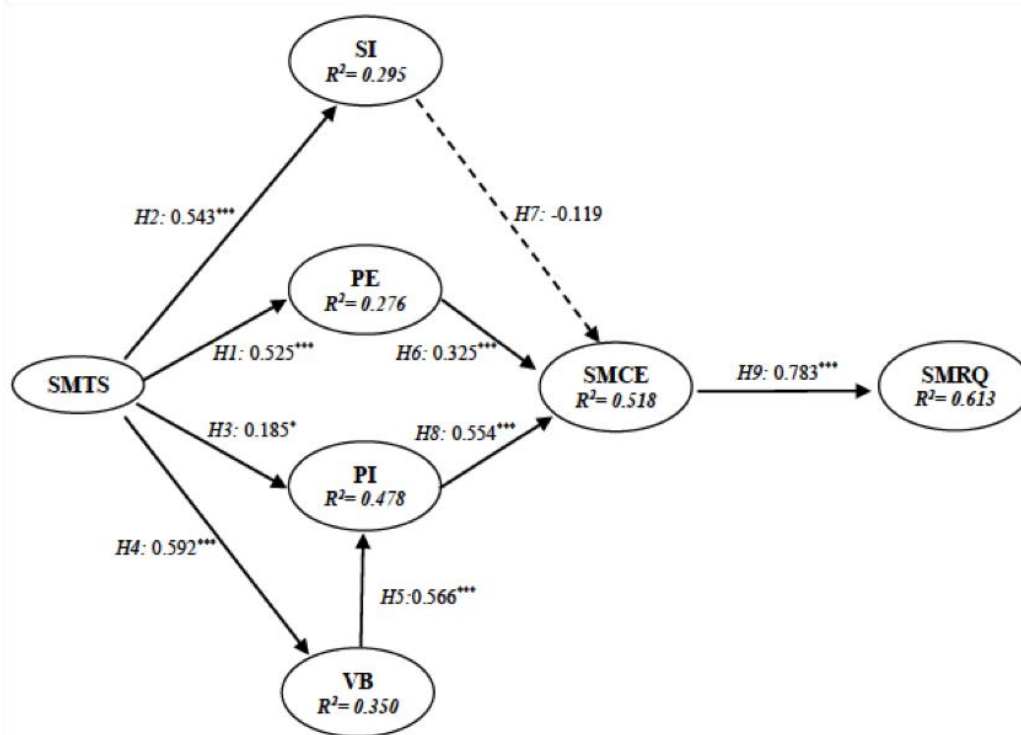 SI
R²= 0.295
H2: 0.543***
H7: -0.119
PE
R²= 0.276
H1: 0.525***
H6: 0.325***
SMTS
SMCE
R²= 0.518
H9: 0.783***
SMRQ
R²= 0.613
H3: 0.185*
H8: 0.554***
PI
R²= 0.478
H4: 0.592***
H5:0.566***
VB
R²= 0.350